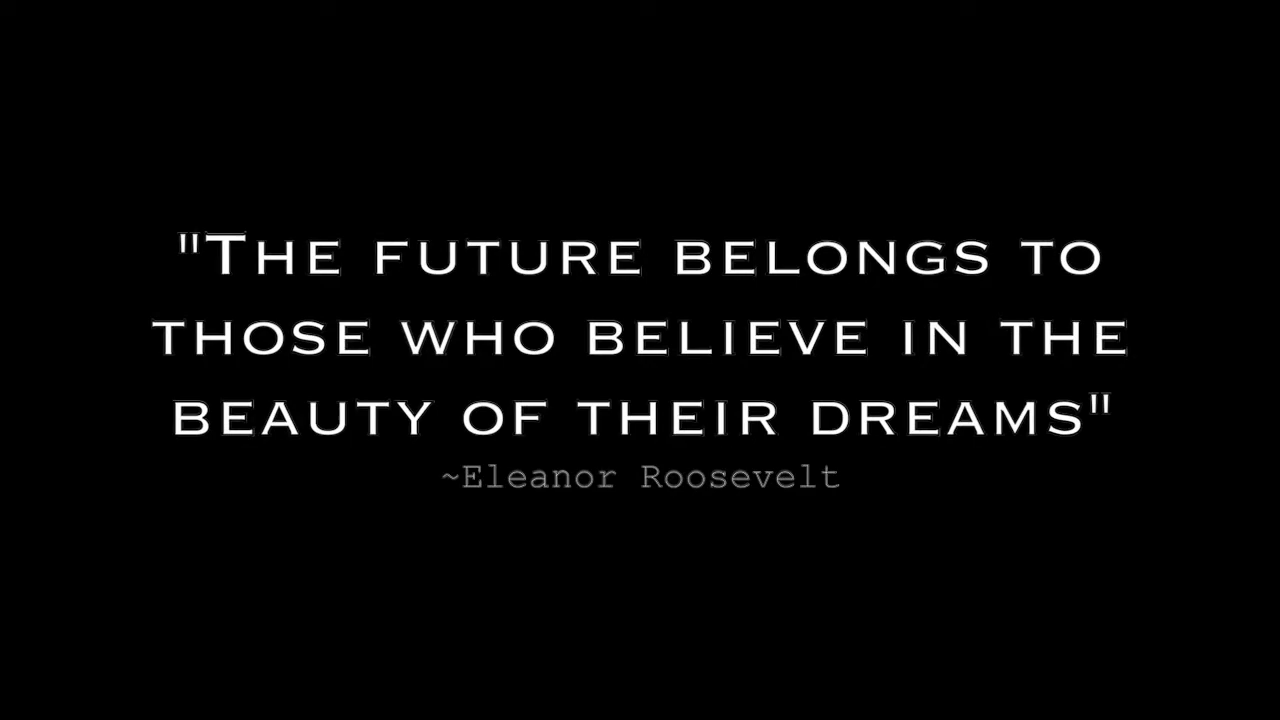 "The future belongs to
those who believe in the
beauty of their dreams"
~Eleanor Roosevelt